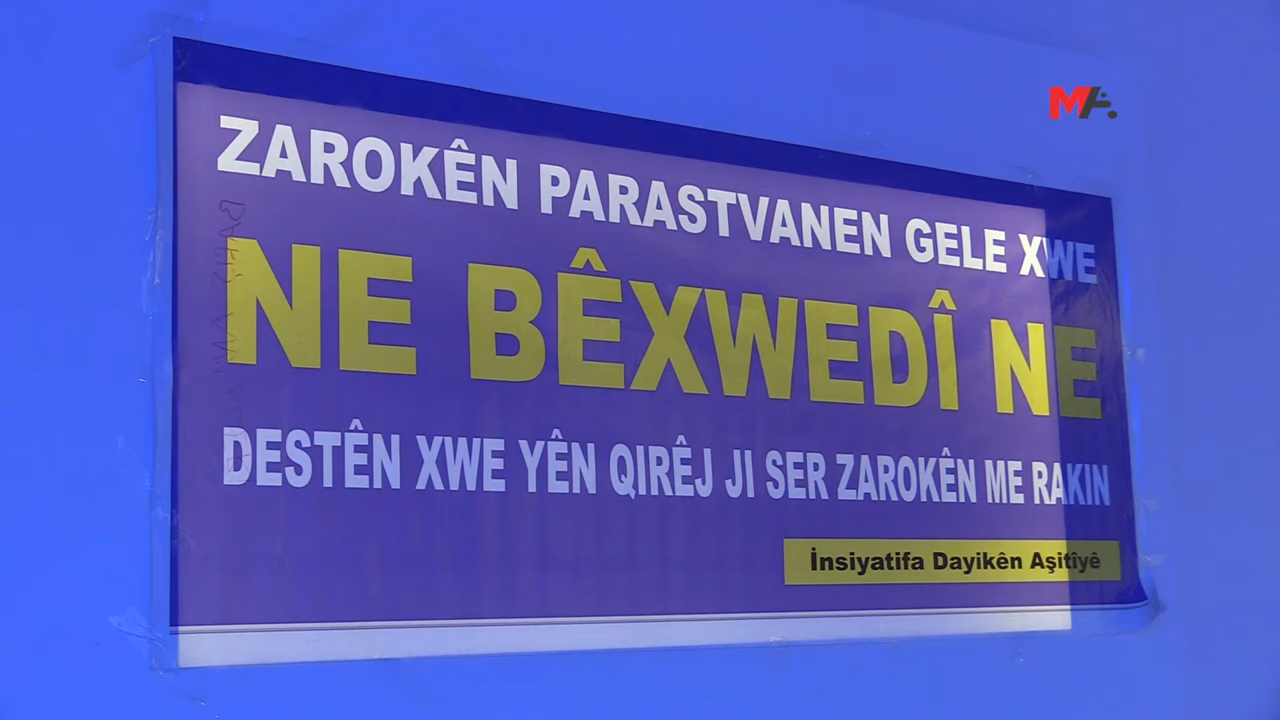 MA
ZAROKÊN PARASTVANEN GELE XWE
NE BÊXWEDÎ NE
DESTÊN XWE YÊN QIRÊJ JI SER ZAROKÊN ME RAKIN
İnsiyatifa Dayikên Aşitîyê